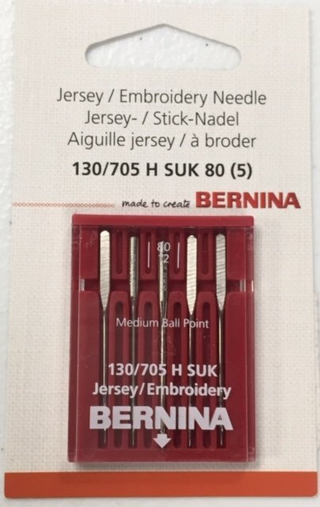 Jersey / Embroidery Needle
Jersey- / Stick-Nadel
Aiguille jersey / à broder
130/705 H SUK 80 (5)
made to create BERNINA
80
12
Medium Ball Point
130/705 H SUK
Jersey/Embroidery
BERNINA